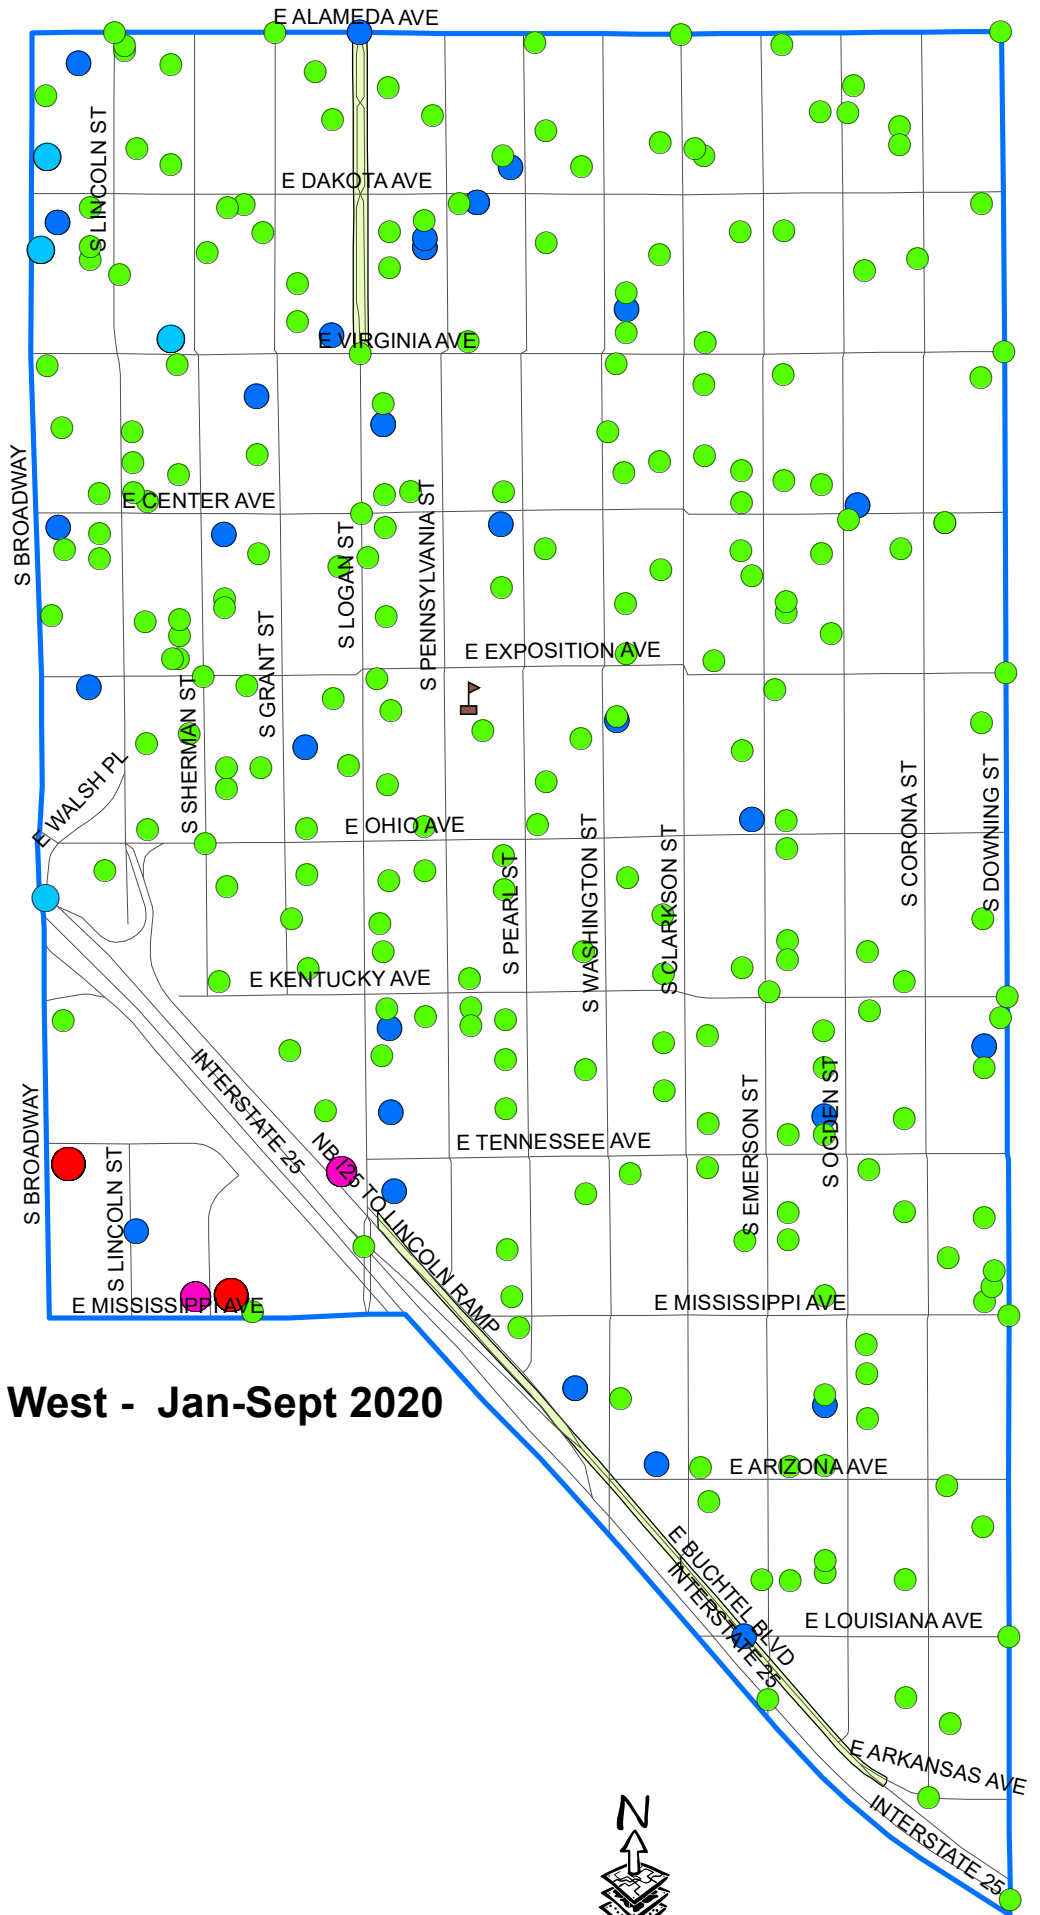 E ALAMEDA AVE
S LINCOLN ST
E DAKOTA AVE
E VIRGINIA AVE
S BROADWAY
E CENTER AVE
S LOGAN ST
S PENNSYLVANIA ST
S GRANT ST
E EXPOSITION AVE
S SHERMAN ST
E WALSH PL
E OHIO AVE
S PEARL ST
S WASHINGTON ST
S CLARKSON ST
S CORONA ST
S DOWNING ST
E KENTUCKY AVE
INTERSTATE 25
S BROADWAY
S LINCOLN ST
NB I25 TO LINCOLN RAMP
E TENNESSEE AVE
S EMERSON ST
S OGDEN ST
E MISSISSIPPI AVE
E MISSISSIPPI AVE
West - Jan-Sept 2020
E ARIZONA AVE
E BUCHTEL BLVD
INTERSTATE 25
E LOUISIANA AVE
E ARKANSAS AVE
INTERSTATE 25
N